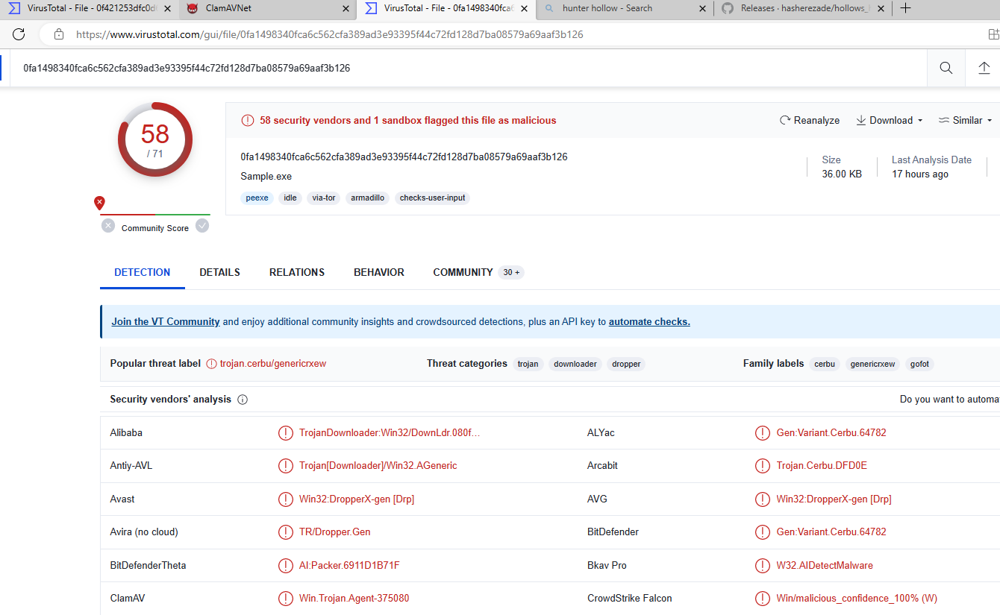 VirusTotal - File - 0f421253dfc0d
ClamAVNet
VirusTotal - File - 0fa1498340fca6
hunter hollow - Search
Releases · hasherezade/hollows_
https://www.virustotal.com/gui/file/0fa1498340fca6c562cfa389ad3e93395f44c72fd128d7ba08579a69aaf3b126
0fa1498340fca6c562cfa389ad3e93395f44c72fd128d7ba08579a69aaf3b126
58
/ 71
Community Score
58 security vendors and 1 sandbox flagged this file as malicious
Reanalyze Download Similar
0fa1498340fca6c562cfa389ad3e93395f44c72fd128d7ba08579a69aaf3b126
Sample.exe
peexe idle via-tor armadillo checks-user-input
Size
36.00 KB
Last Analysis Date
17 hours ago
DETECTION DETAILS RELATIONS BEHAVIOR COMMUNITY 30 +
Join the VT Community and enjoy additional community insights and crowdsourced detections, plus an API key to automate checks.
Popular threat label trojan.cerbu/genericrxew Threat categories trojan downloader dropper Family labels cerbu genericrxew gofot
Security vendors' analysis Do you want to automa
Alibaba TrojanDownloader:Win32/DownLdr.080f… ALYac Gen:Variant.Cerbu.64782
Antiy-AVL Trojan[Downloader]/Win32.AGeneric Arcabit Trojan.Cerbu.DFD0E
Avast Win32:DropperX-gen [Drp] AVG Win32:DropperX-gen [Drp]
Avira (no cloud) TR/Dropper.Gen BitDefender Gen:Variant.Cerbu.64782
BitDefenderTheta AI:Packer.6911D1B71F Bkav Pro W32.AIDetectMalware
ClamAV Win.Trojan.Agent-375080 CrowdStrike Falcon Win/malicious_confidence_100% (W)